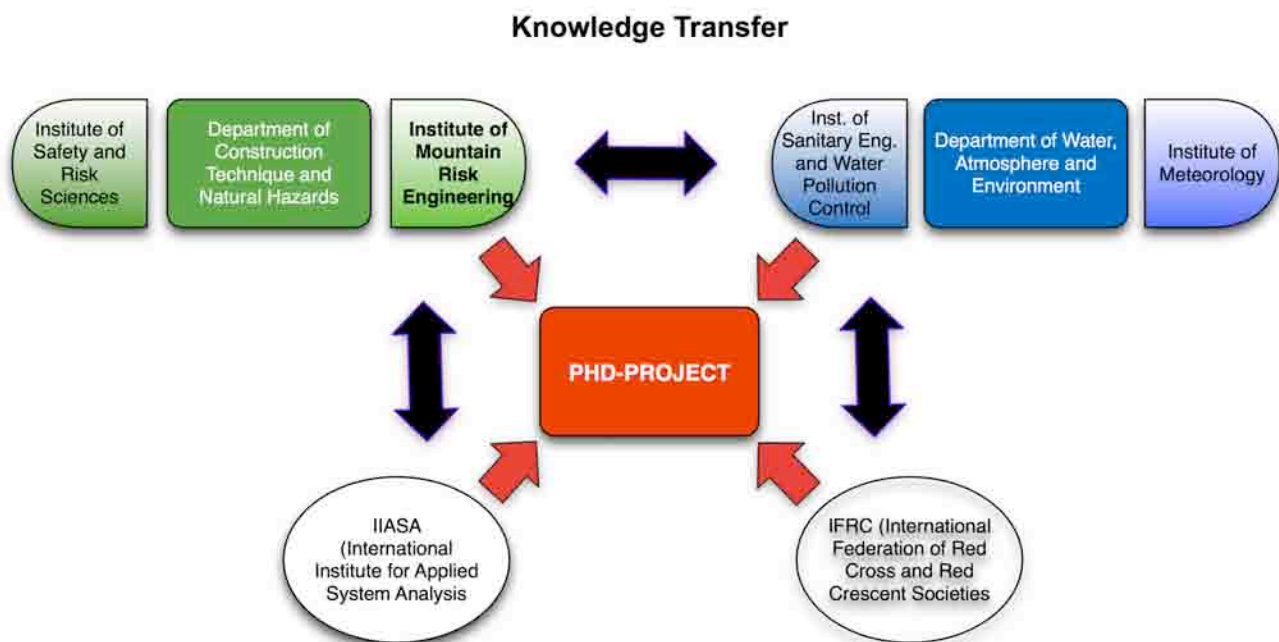 Knowledge Transfer
Institute of
Safety and
Risk
Sciences
Department of
Construction
Technique and
Natural Hazards
Institute of
Mountain
Risk
Engineering
Inst. of
Sanitary Eng.
and Water
Pollution
Control
Department of Water,
Atmosphere and
Environment
Institute of
Meteorology
PHD-PROJECT
IIASA
(International
Institute for Applied
System Analysis
IFRC (International
Federation of Red
Cross and Red
Crescent Societies